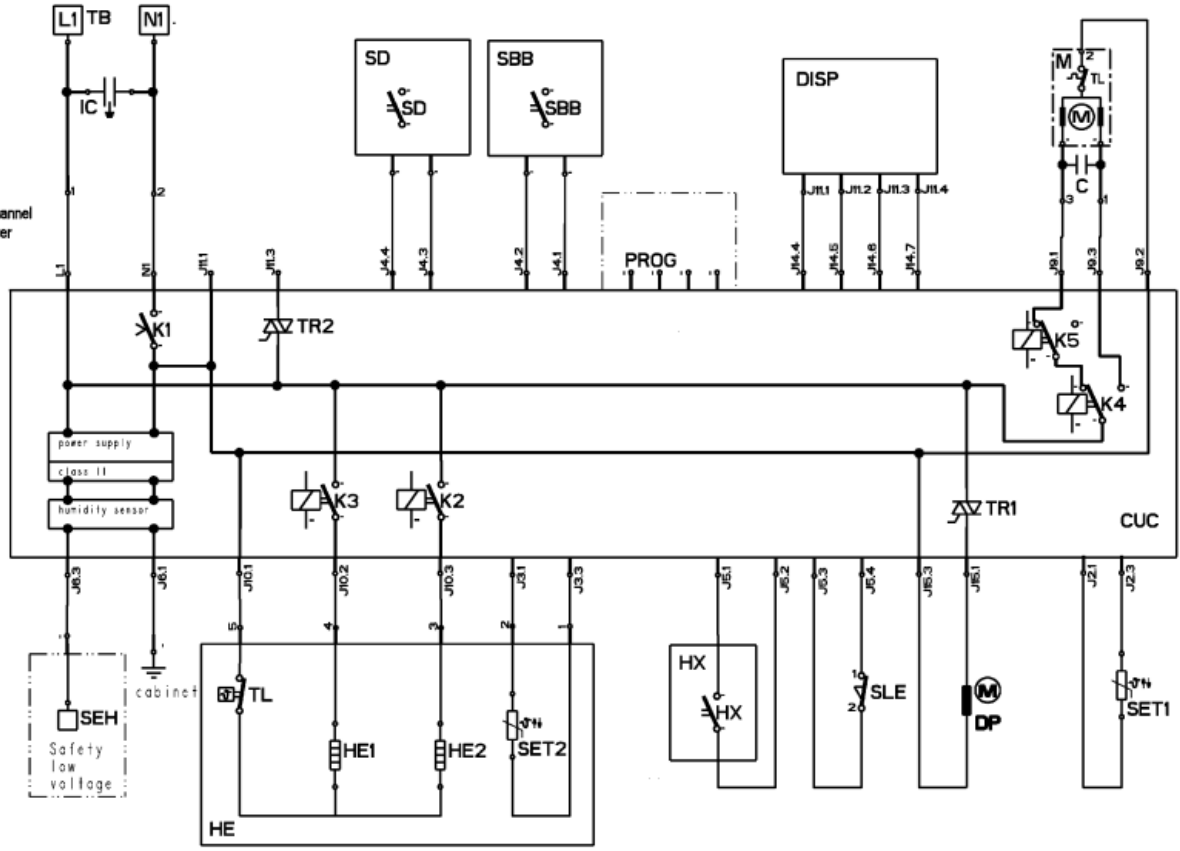 L1 TB N1
IC
1 2
annel
er
SD
SD
SBB
SBB
DISP
M 2
TL
M
C
3 1
J11.1 J11.2 J11.3 J11.4
PROG
L1 N1 J11.1 J11.3 J4.4 J4.3 J4.2 J4.1 J14.4 J14.5 J14.6 J14.7 J9.1 J9.3 J9.2
K1 TR2 K5
K4
power supply
class II
humidity sensor
K3 K2 TR1
CUC
J6.3 J6.1 J10.1 J10.2 J10.3 J3.1 J3.3 J5.1 J5.2 J5.3 J5.4 J15.3 J15.1 J2.1 J2.3
5 4 3 2 1
cabinet
SEH
Safety
low
voltage
TL
HE1 HE2 SET2
HE
HX
HX
1
SLE
2
M
DP
SET1